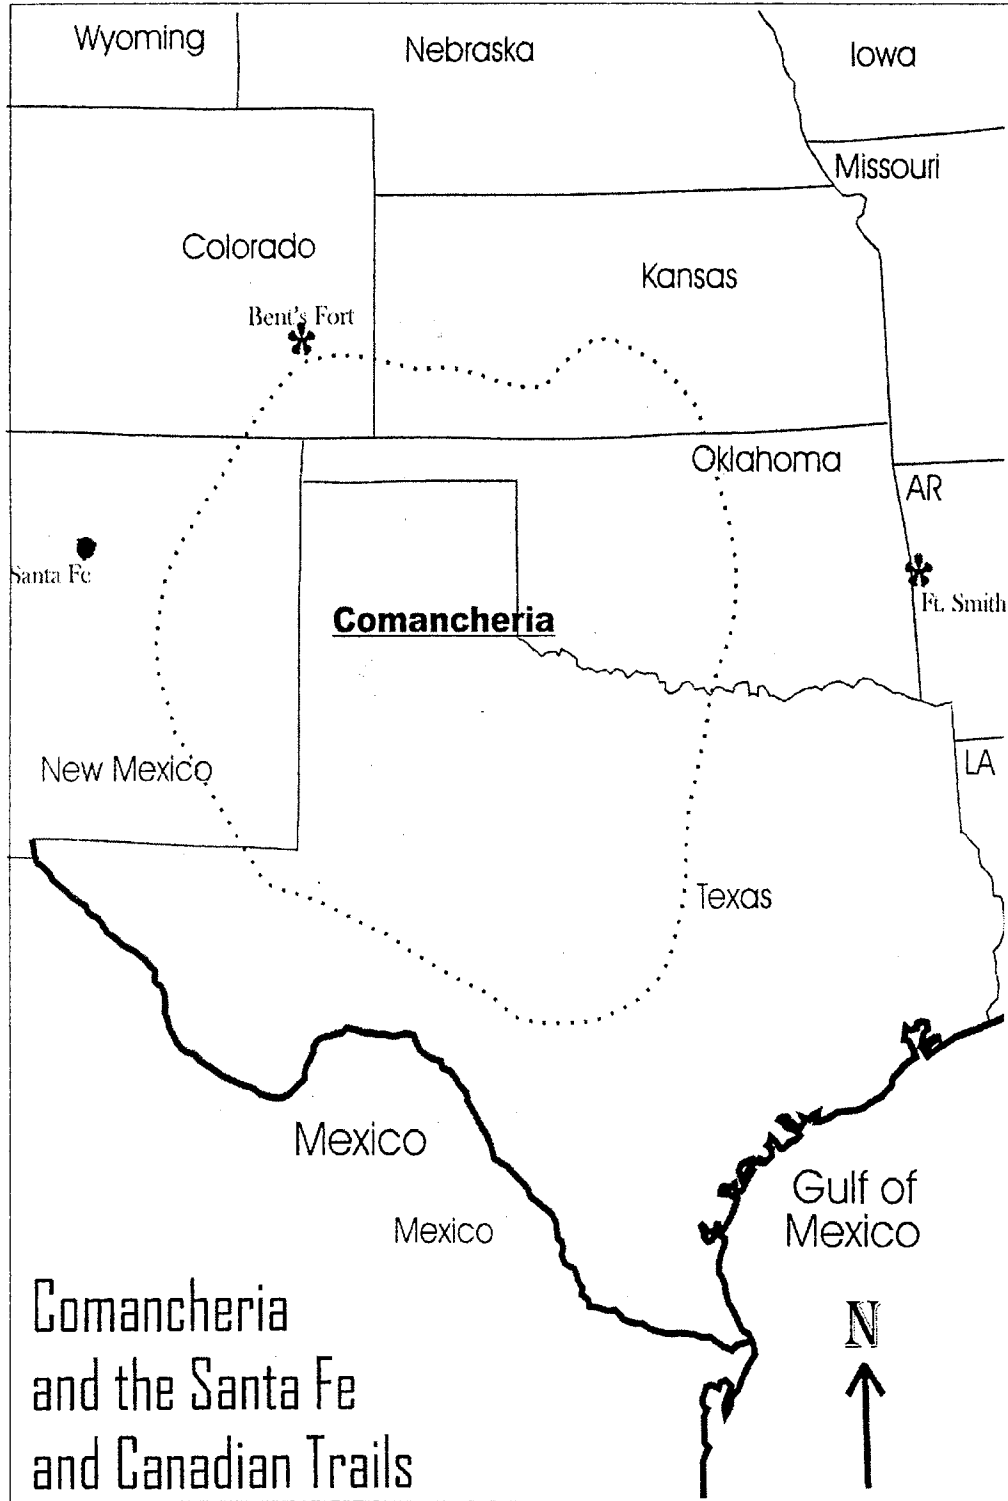 Wyoming
Nebraska
Iowa
Missouri
Colorado
Kansas
Bent's Fort
Oklahoma
AR
Santa Fe
Ft. Smith
Comancheria
New Mexico
LA
Texas
Mexico
Gulf of
Mexico
Mexico
Comancheria
and the Santa Fe
and Canadian Trails
N